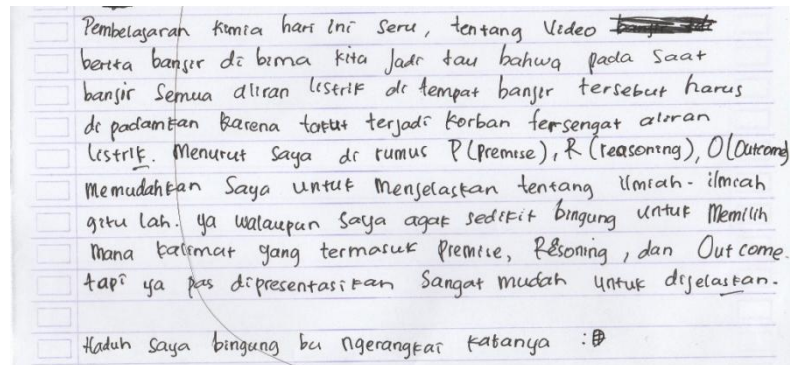 Pembelajaran kimia hari ini seru, tentang Video
berita banjir di bima kita Jadi tau bahwa pada saat
banjir Semua aliran listrik di tempat banjir tersebut harus
di padamkan karena takut terjadi korban tersengat aliran
listrik. Menurut saya di rumus P (Premise), R (reasoning), O (Outcome)
memudahkan Saya untuk menjelaskan tentang ilmiah-ilmiah
gitu lah. ya walaupun saya agak sedikit bingung untuk Memilih
mana kalimat yang termasuk Premise, Resoning, dan Out come.
tapi ya pas dipresentasikan Sangat mudah untuk dijelaskan.
Haduh saya bingung bu ngerangkai katanya :D